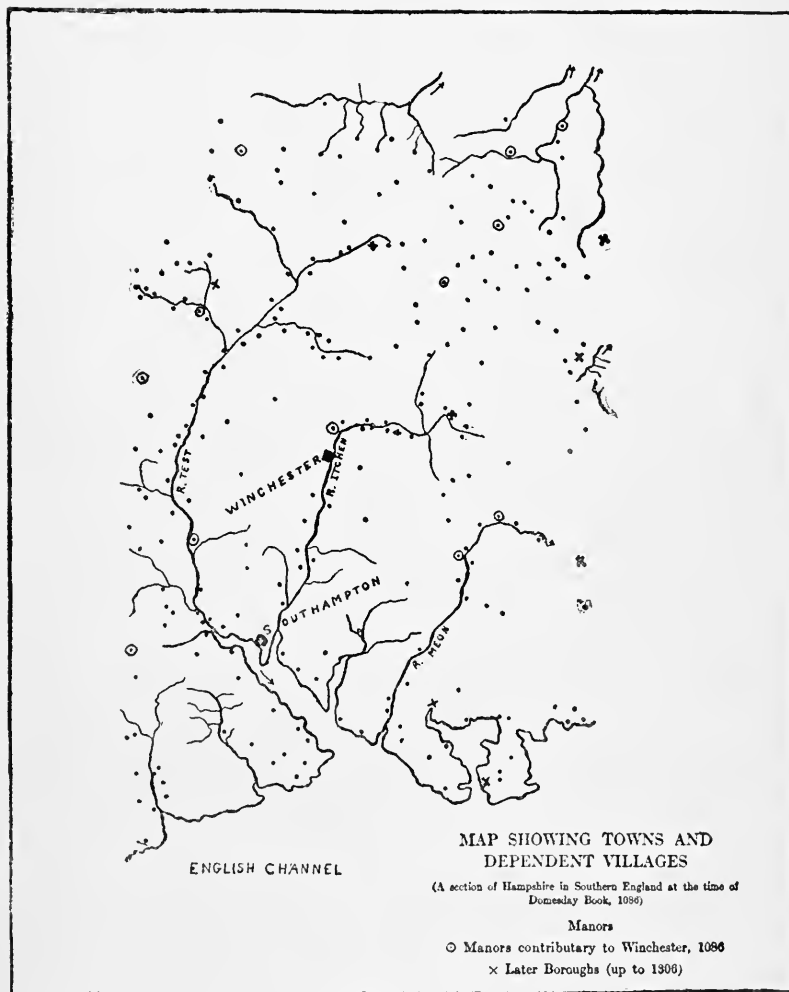 R. TEST
WINCHESTER
R. ITCHEN
SOUTHAMPTON
R. MEON
ENGLISH CHANNEL
MAP SHOWING TOWNS AND
DEPENDENT VILLAGES
(A section of Hampshire in Southern England at the time of
Domesday Book, 1086)
Manors
⊙ Manors contributary to Winchester, 1086
× Later Boroughs (up to 1306)